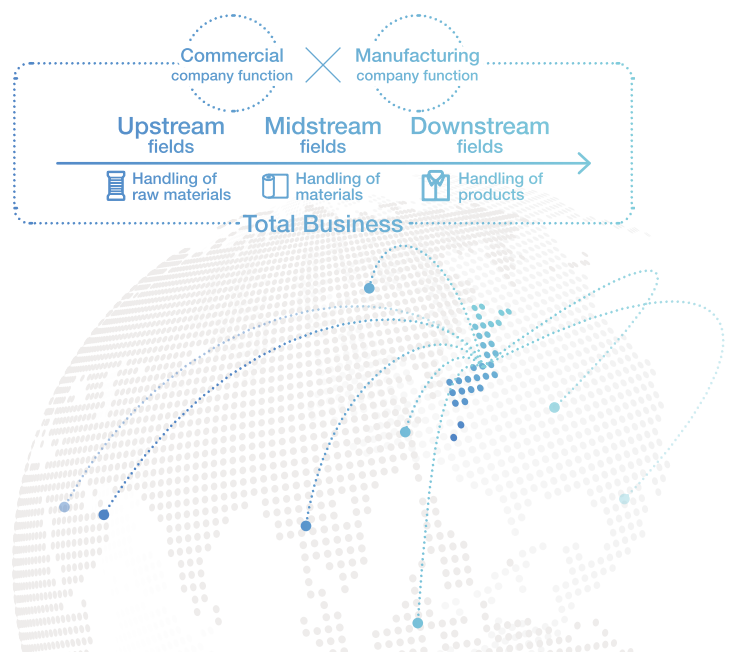 Commercial
company function
Manufacturing
company function
Upstream
fields
Midstream
fields
Downstream
fields
Handling of
raw materials
Handling of
materials
Handling of
products
Total Business